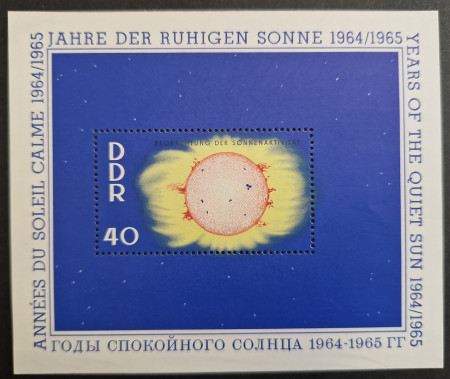 JAHRE DER RUHIGEN SONNE 1964/1965
YEARS OF THE QUIET SUN 1964/1965
ANNÉES DU SOLEIL CALME 1964/1965
BEOBACHTUNG DER SONNENAKTIVITÄT
DDR
40
ГОДЫ СПОКОЙНОГО СОЛНЦА 1964-1965 ГГ